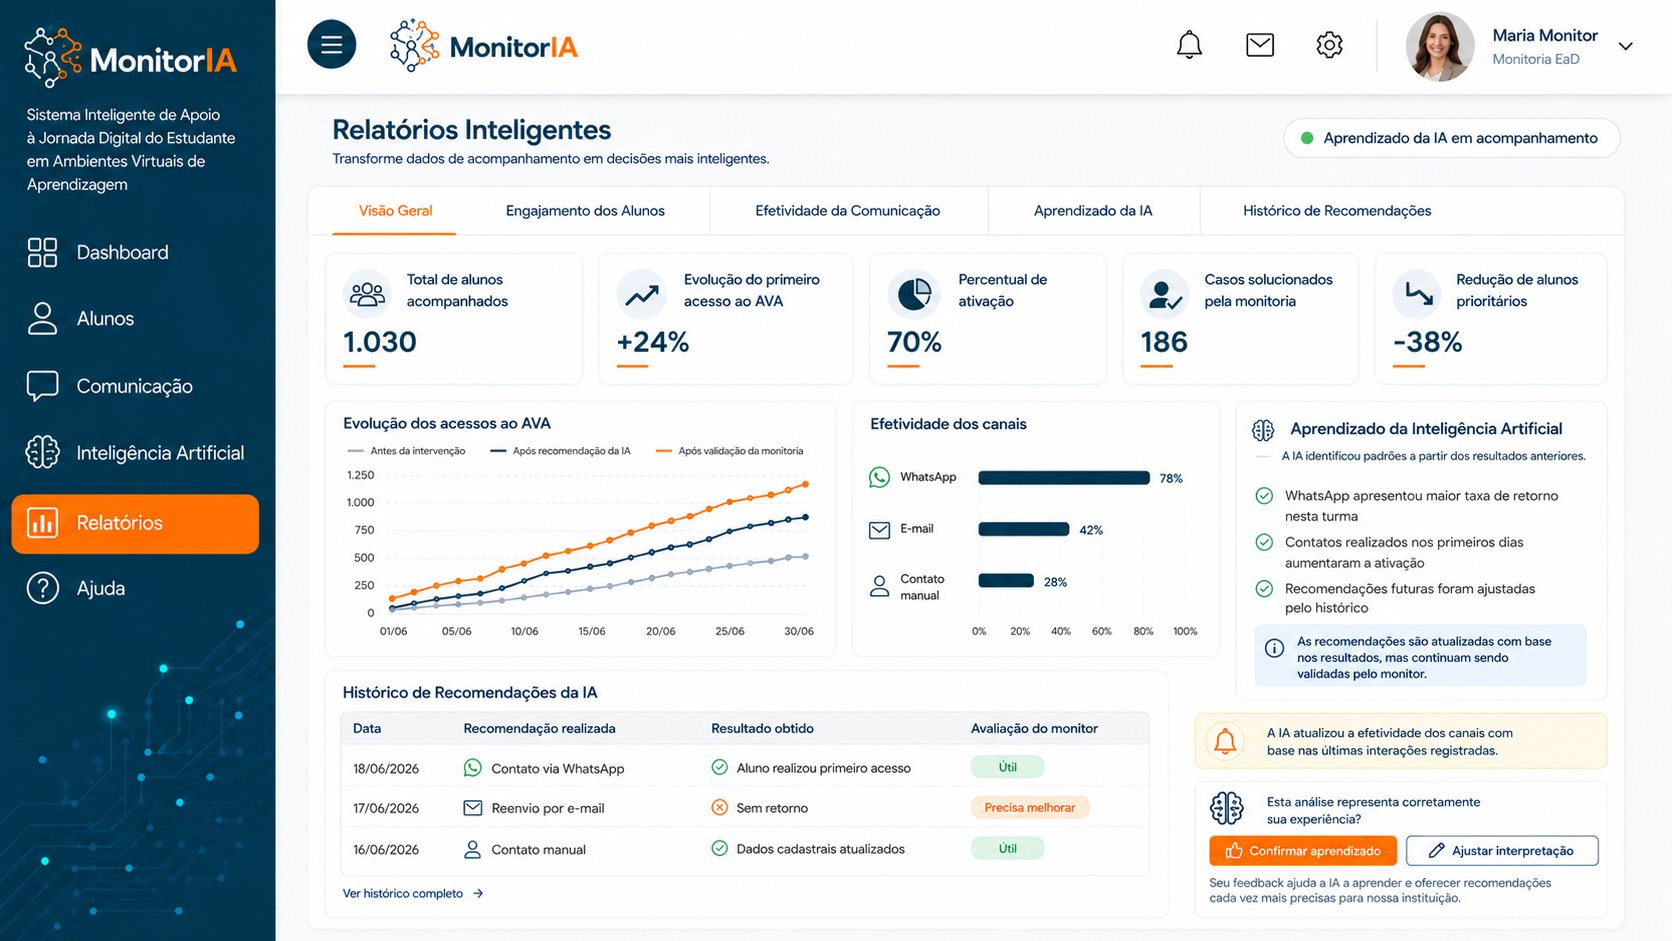 MonitorIA
Sistema Inteligente de Apoio
à Jornada Digital do Estudante
em Ambientes Virtuais de
Aprendizagem
Dashboard
Alunos
Comunicação
Inteligência Artificial
Relatórios
Ajuda
MonitorIA
Maria Monitor
Monitoria EaD
Relatórios Inteligentes
Transforme dados de acompanhamento em decisões mais inteligentes.
Aprendizado da IA em acompanhamento
Visão Geral
Engajamento dos Alunos
Efetividade da Comunicação
Aprendizado da IA
Histórico de Recomendações
Total de alunos
acompanhados
1.030
Evolução do primeiro
acesso ao AVA
+24%
Percentual de
ativação
70%
Casos solucionados
pela monitoria
186
Redução de alunos
prioritários
-38%
Evolução dos acessos ao AVA
Antes da intervenção
Após recomendação da IA
Após validação da monitoria
1.250
1.000
750
500
250
0
01/06 05/06 10/06 15/06 20/06 25/06 30/06
Efetividade dos canais
WhatsApp 78%
E-mail 42%
Contato
manual
28%
0% 20% 40% 60% 80% 100%
Aprendizado da Inteligência Artificial
A IA identificou padrões a partir dos resultados anteriores.
WhatsApp apresentou maior taxa de retorno
nesta turma
Contatos realizados nos primeiros dias
aumentaram a ativação
Recomendações futuras foram ajustadas
pelo histórico
As recomendações são atualizadas com base
nos resultados, mas continuam sendo
validadas pelo monitor.
Histórico de Recomendações da IA
Data Recomendação realizada Resultado obtido Avaliação do monitor
18/06/2026 Contato via WhatsApp Aluno realizou primeiro acesso Útil
17/06/2026 Reenvio por e-mail Sem retorno Precisa melhorar
16/06/2026 Contato manual Dados cadastrais atualizados Útil
Ver histórico completo
A IA atualizou a efetividade dos canais com
base nas últimas interações registradas.
Esta análise representa corretamente
sua experiência?
Confirmar aprendizado
Ajustar interpretação
Seu feedback ajuda a IA a aprender e oferecer recomendações
cada vez mais precisas para nossa instituição.